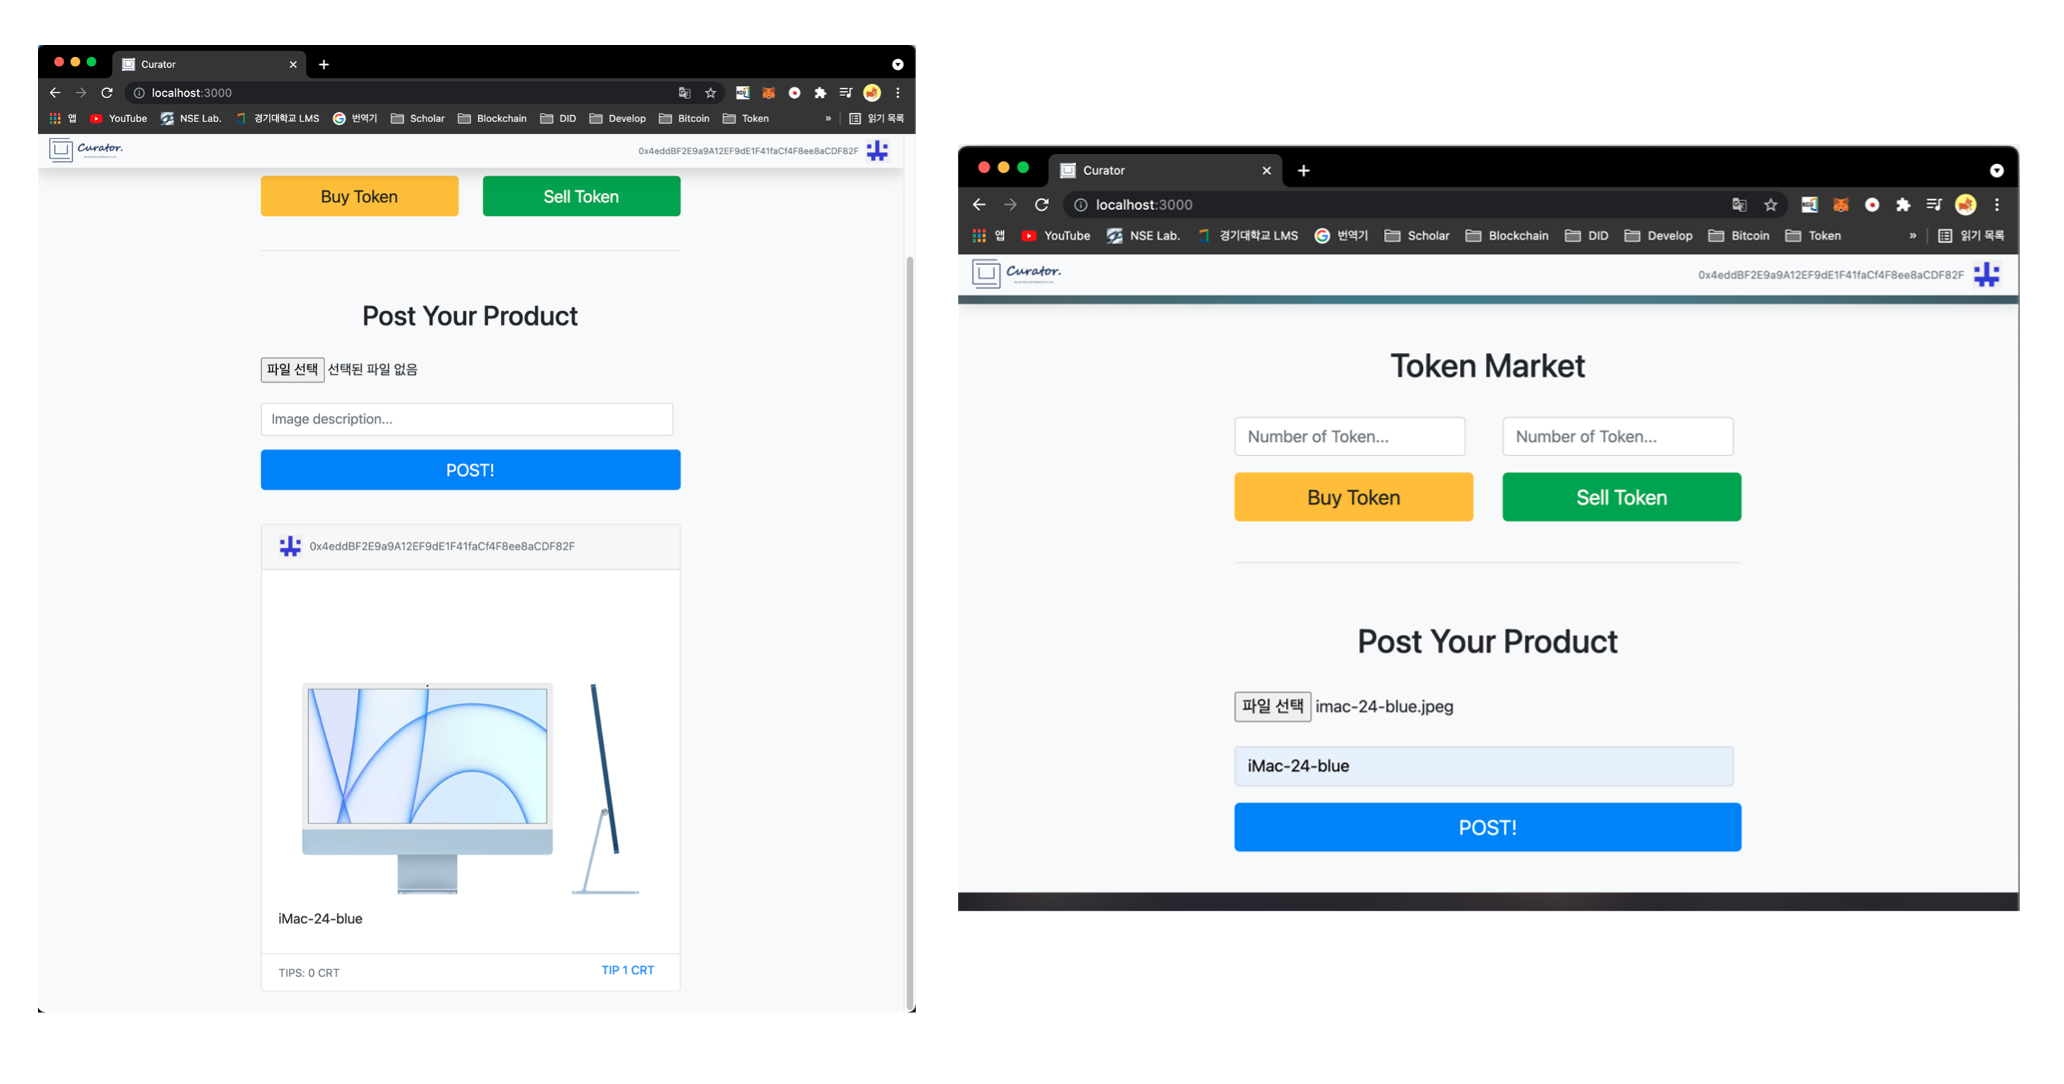 Curator
localhost:3000
앱 YouTube NSE Lab. 경기대학교 LMS 번역기 Scholar Blockchain DID Develop Bitcoin Token » 읽기 목록
Curator. 0x4eddBF2E9a9A12EF9dE1F41faCf4F8ee8aCDF82F
Buy Token Sell Token
Post Your Product
파일 선택 선택된 파일 없음
Image description...
POST!
0x4eddBF2E9a9A12EF9dE1F41faCf4F8ee8aCDF82F
iMac-24-blue
TIPS: 0 CRT TIP 1 CRT
Curator
localhost:3000
앱 YouTube NSE Lab. 경기대학교 LMS 번역기 Scholar Blockchain DID Develop Bitcoin Token » 읽기 목록
Curator. 0x4eddBF2E9a9A12EF9dE1F41faCf4F8ee8aCDF82F
Token Market
Number of Token... Number of Token...
Buy Token Sell Token
Post Your Product
파일 선택 imac-24-blue.jpeg
iMac-24-blue
POST!